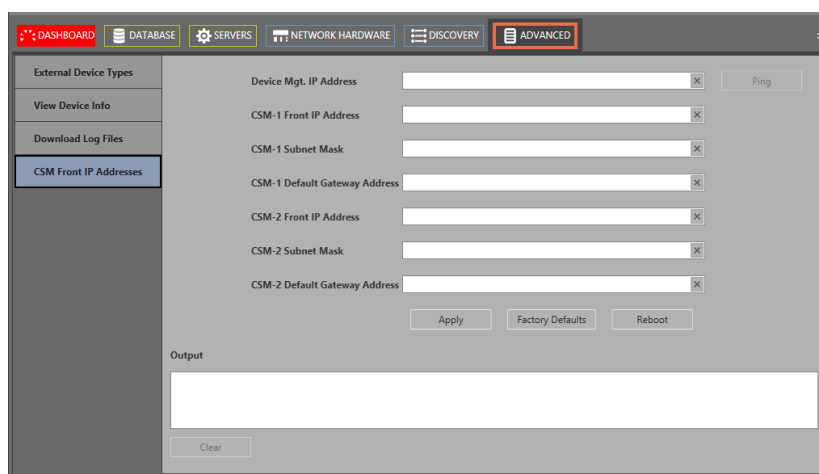 DASHBOARD DATABASE SERVERS NETWORK HARDWARE DISCOVERY ADVANCED
External Device Types
View Device Info
Download Log Files
CSM Front IP Addresses
Device Mgt. IP Address Ping
CSM-1 Front IP Address
CSM-1 Subnet Mask
CSM-1 Default Gateway Address
CSM-2 Front IP Address
CSM-2 Subnet Mask
CSM-2 Default Gateway Address
Apply Factory Defaults Reboot
Output
Clear